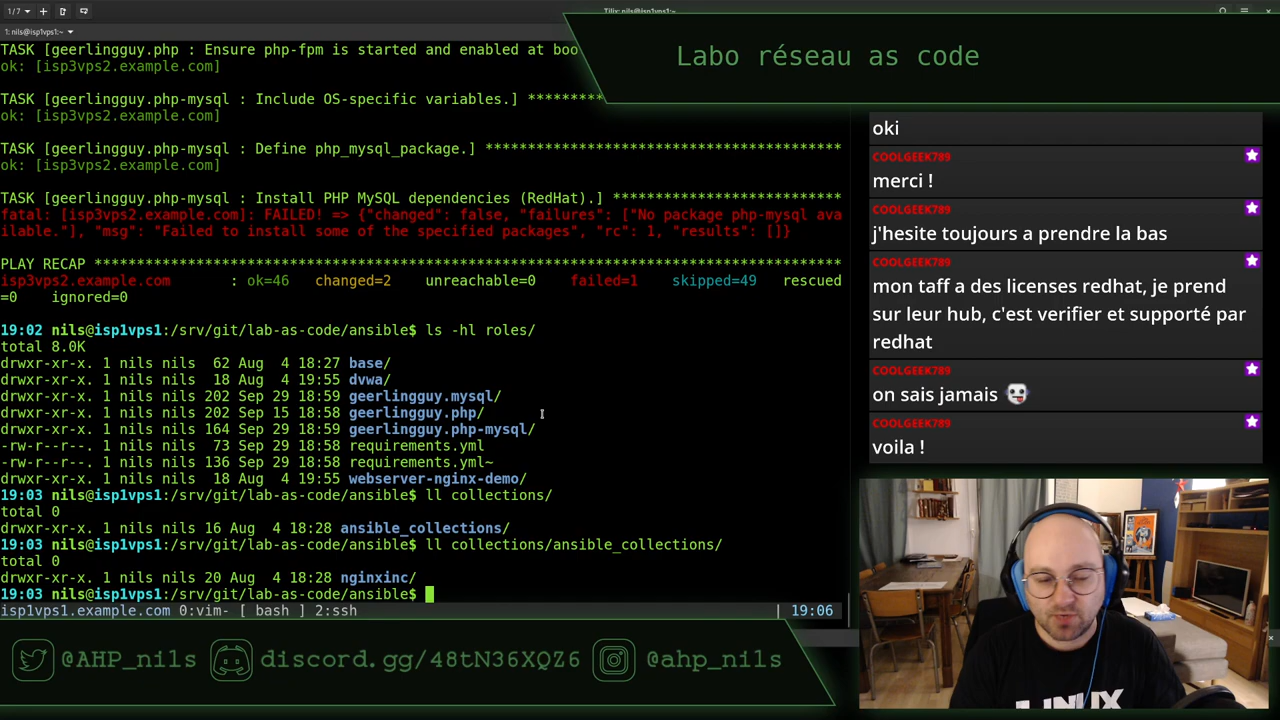 1/7
Tilix: nils@isp1vps1:~
1: nils@isp1vps1:~
Labo réseau as code
TASK [geerlingguy.php : Ensure php-fpm is started and enabled at boo
ok: [isp3vps2.example.com]
TASK [geerlingguy.php-mysql : Include OS-specific variables.] *********
ok: [isp3vps2.example.com]
TASK [geerlingguy.php-mysql : Define php_mysql_package.] ******************************************
ok: [isp3vps2.example.com]
TASK [geerlingguy.php-mysql : Install PHP MySQL dependencies (RedHat).] ***************************
fatal: [isp3vps2.example.com]: FAILED! => {"changed": false, "failures": ["No package php-mysql ava
ilable."], "msg": "Failed to install some of the specified packages", "rc": 1, "results": []}
PLAY RECAP ****************************************************************************************
isp3vps2.example.com : ok=46 changed=2 unreachable=0 failed=1 skipped=49 rescued
=0 ignored=0
19:02 nils@isp1vps1:/srv/git/lab-as-code/ansible$ ls -hl roles/
total 8.0K
drwxr-xr-x. 1 nils nils 62 Aug 4 18:27 base/
drwxr-xr-x. 1 nils nils 18 Aug 4 19:55 dvwa/
drwxr-xr-x. 1 nils nils 202 Sep 29 18:59 geerlingguy.mysql/
drwxr-xr-x. 1 nils nils 202 Sep 15 18:58 geerlingguy.php/
drwxr-xr-x. 1 nils nils 164 Sep 29 18:59 geerlingguy.php-mysql/
-rw-r--r--. 1 nils nils 73 Sep 29 18:58 requirements.yml
-rw-r--r--. 1 nils nils 136 Sep 29 18:58 requirements.yml~
drwxr-xr-x. 1 nils nils 18 Aug 4 19:55 webserver-nginx-demo/
19:03 nils@isp1vps1:/srv/git/lab-as-code/ansible$ ll collections/
total 0
drwxr-xr-x. 1 nils nils 16 Aug 4 18:28 ansible_collections/
19:03 nils@isp1vps1:/srv/git/lab-as-code/ansible$ ll collections/ansible_collections/
total 0
drwxr-xr-x. 1 nils nils 20 Aug 4 18:28 nginxinc/
19:03 nils@isp1vps1:/srv/git/lab-as-code/ansible$
isp1vps1.example.com 0:vim- [ bash ] 2:ssh | 19:06
oki
COOLGEEK789
merci !
COOLGEEK789
j'hesite toujours a prendre la bas
COOLGEEK789
mon taff a des licenses redhat, je prend
sur leur hub, c'est verifier et supporté par
redhat
COOLGEEK789
on sais jamais
COOLGEEK789
voila !
LINUX
@AHP_nils discord.gg/48tN36XQZ6 @ahp_nils